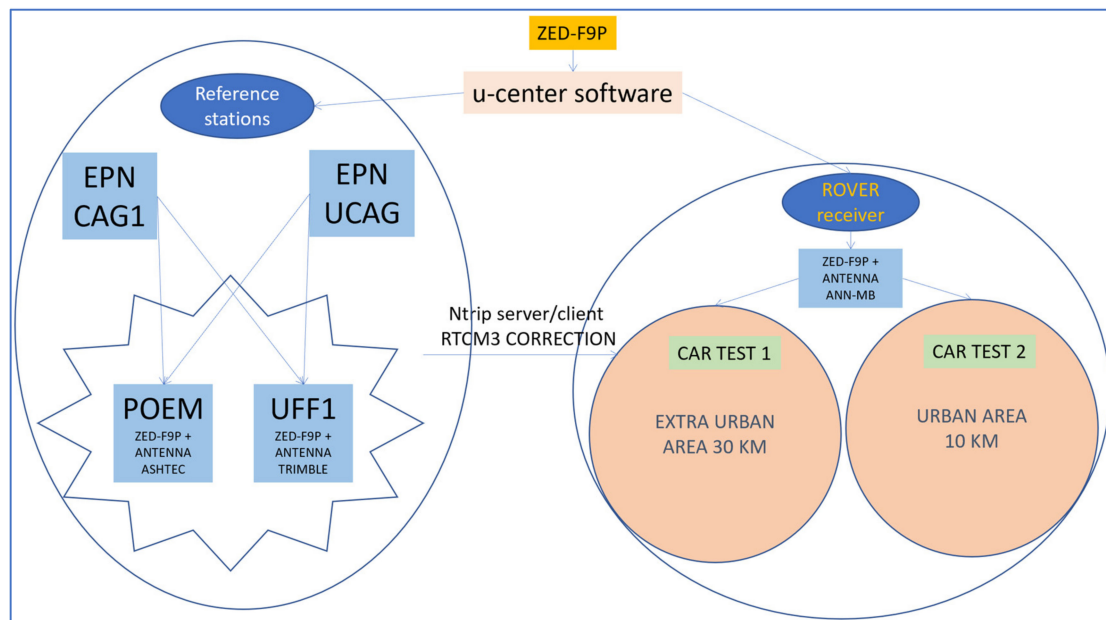 ZED-F9P
u-center software
Reference
stations
EPN
CAG1
EPN
UCAG
POEM
ZED-F9P +
ANTENNA
ASHTEC
UFF1
ZED-F9P +
ANTENNA
TRIMBLE
Ntrip server/client
RTCM3 CORRECTION
ROVER
receiver
ZED-F9P +
ANTENNA
ANN-MB
CAR TEST 1
EXTRA URBAN
AREA 30 KM
CAR TEST 2
URBAN AREA
10 KM